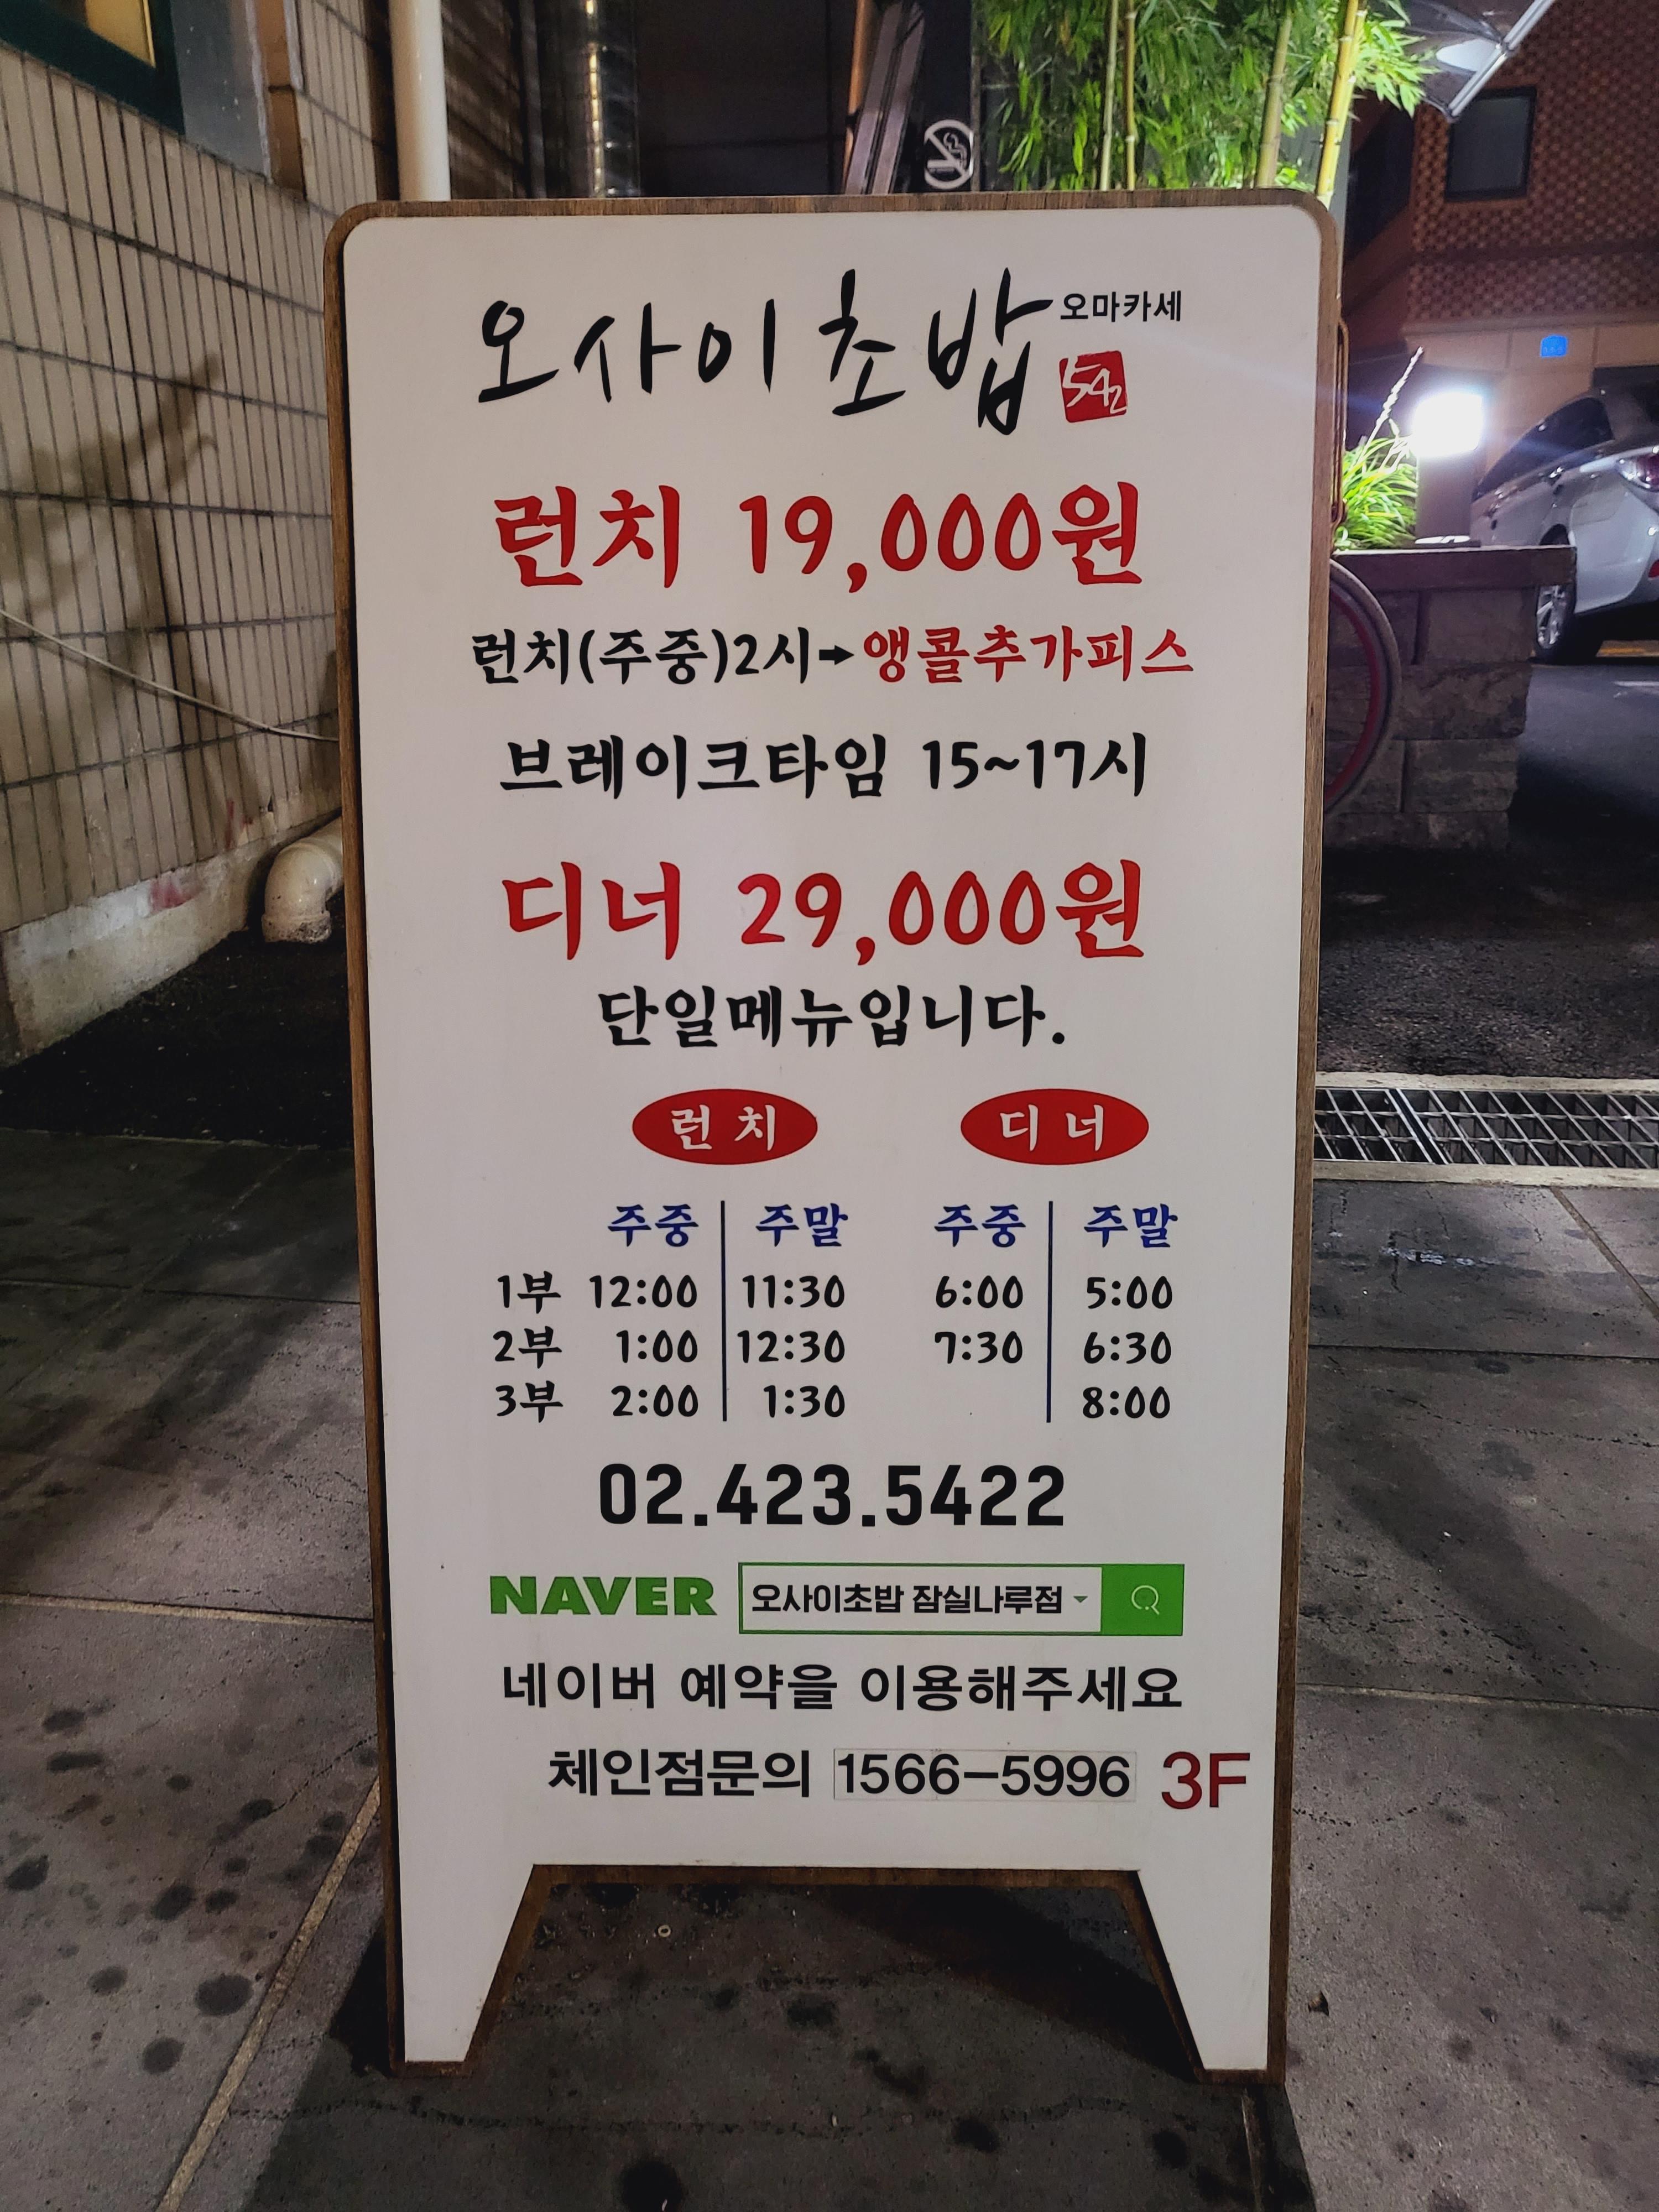 오사이초밥 오마카세
542
런치 19,000원
런치(주중)2시➡앵콜추가피스
브레이크타임 15~17시
디너 29,000원
단일메뉴입니다.
런치 디너
주중 주말 주중 주말
1부 12:00 11:30 6:00 5:00
2부 1:00 12:30 7:30 6:30
3부 2:00 1:30 8:00
02.423.5422
NAVER 오사이초밥 잠실나루점
네이버 예약을 이용해주세요
체인점문의 1566-5996 3F